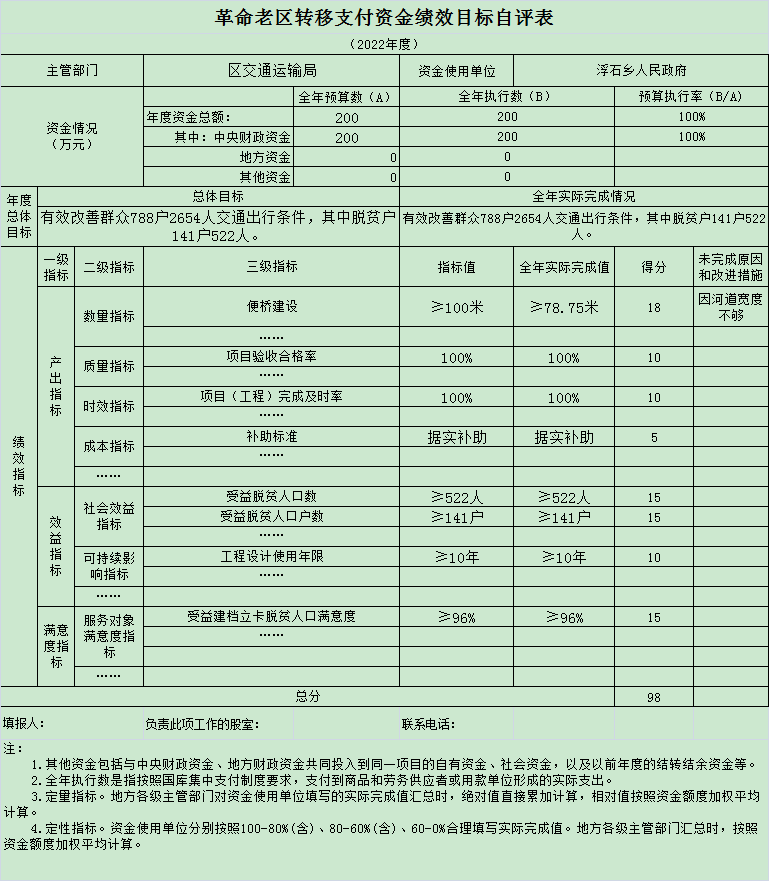 革命老区转移支付资金绩效目标自评表
（2022年度）
主管部门 区交通运输局 资金使用单位 浮石乡人民政府
资金情况（万元） 全年预算数（A） 全年执行数（B） 预算执行率（B/A）
年度资金总额： 200 200 100%
其中：中央财政资金 200 200 100%
地方资金 0 0
其他资金 0 0
年度总体目标 总体目标 全年实际完成情况
有效改善群众788户2654人交通出行条件，其中脱贫户141户522人。 有效改善群众788户2654人交通出行条件，其中脱贫户141户522人。
绩效指标 一级指标 二级指标 三级指标 指标值 全年实际完成值 得分 未完成原因和改进措施
产出指标 数量指标 便桥建设 ≥100米 ≥78.75米 18 因河道宽度不够
……
质量指标 项目验收合格率 100% 100% 10
……
时效指标 项目（工程）完成及时率 100% 100% 10
……
成本指标 补助标准 据实补助 据实补助 5
……
……
效益指标 社会效益指标 受益脱贫人口数 ≥522人 ≥522人 15
受益脱贫人口户数 ≥141户 ≥141户 15
……
可持续影响指标 工程设计使用年限 ≥10年 ≥10年 10
……
……
满意度指标 服务对象满意度指标 受益建档立卡脱贫人口满意度 ≥96% ≥96% 15
……
……
总分 98
填报人： 负责此项工作的股室： 联系电话：
注：
1.其他资金包括与中央财政资金、地方财政资金共同投入到同一项目的自有资金、社会资金，以及以前年度的结转结余资金等。
2.全年执行数是指按照国库集中支付制度要求，支付到商品和劳务供应者或用款单位形成的实际支出。
3.定量指标。地方各级主管部门对资金使用单位填写的实际完成值汇总时，绝对值直接累加计算，相对值按照资金额度加权平均
计算。
4.定性指标。资金使用单位分别按照100-80%(含)、80-60%(含)、60-0%合理填写实际完成值。地方各级主管部门汇总时，按照
资金额度加权平均计算。